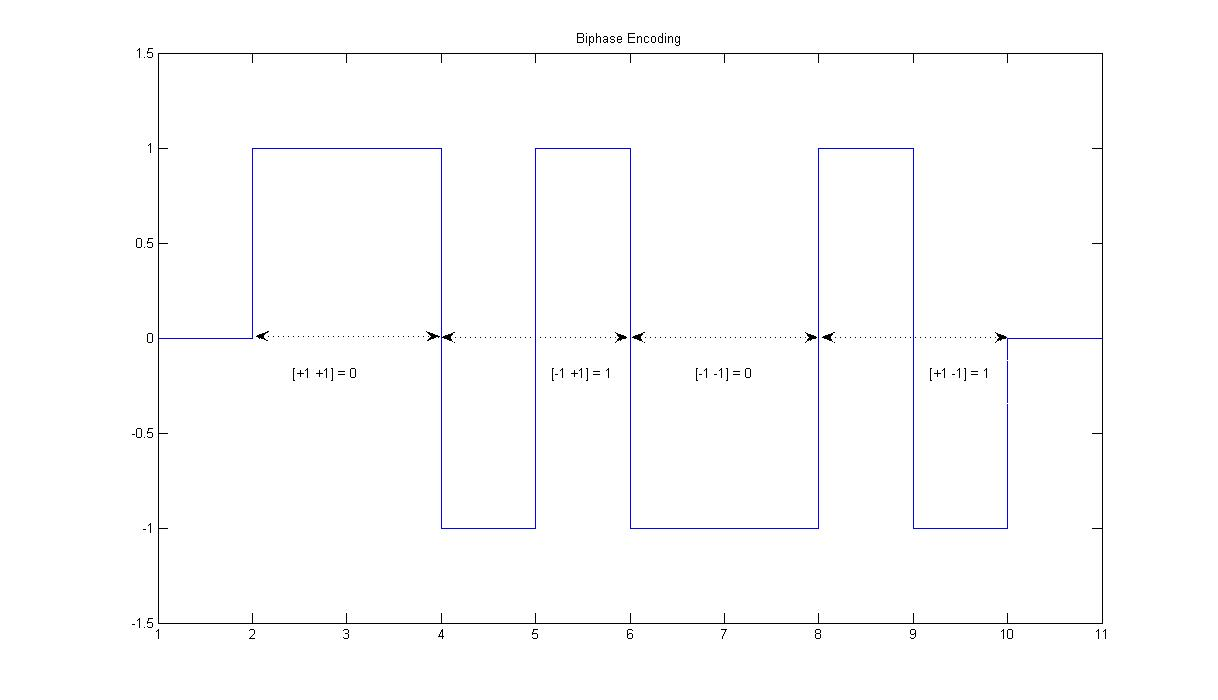 Biphase Encoding
1.5
1
0.5
0
-0.5
-1
-1.5
[+1 +1] = 0
[-1 +1] = 1
[-1 -1] = 0
[+1 -1] = 1
1 2 3 4 5 6 7 8 9 10 11